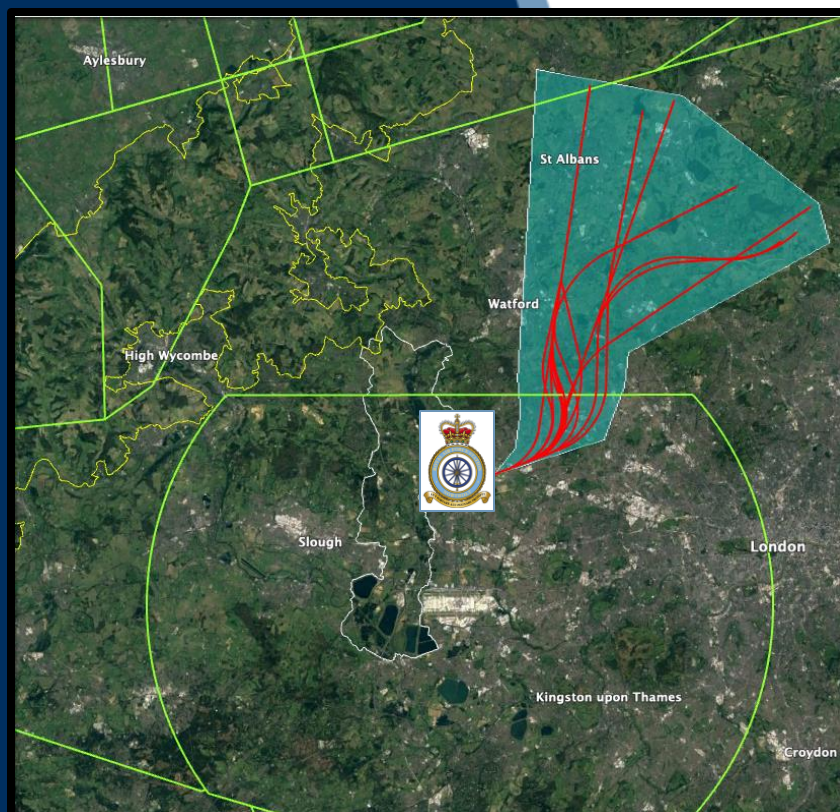 Aylesbury
St Albans
Watford
High Wycombe
Slough
London
Kingston upon Thames
Croydon